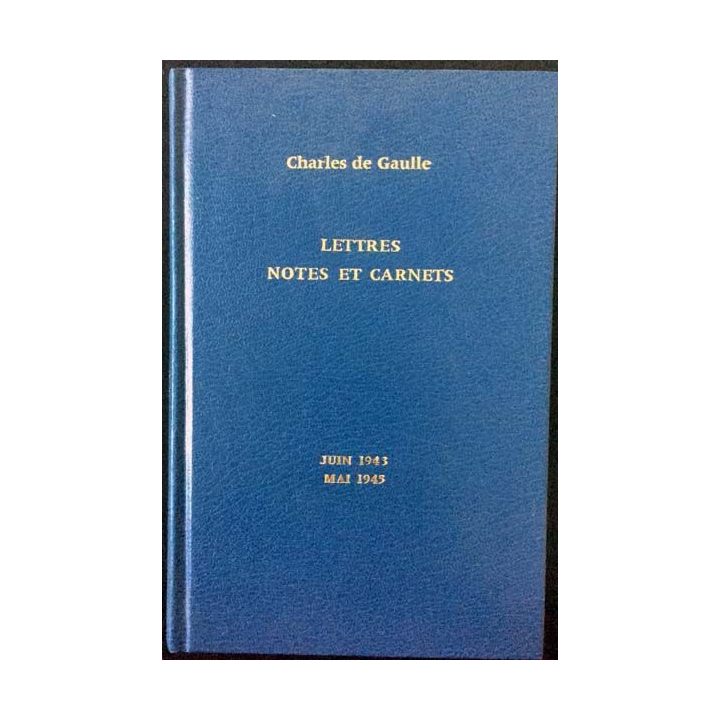 Charles de Gaulle
LETTRES
NOTES ET CARNETS
JUIN 1943
MAI 1945